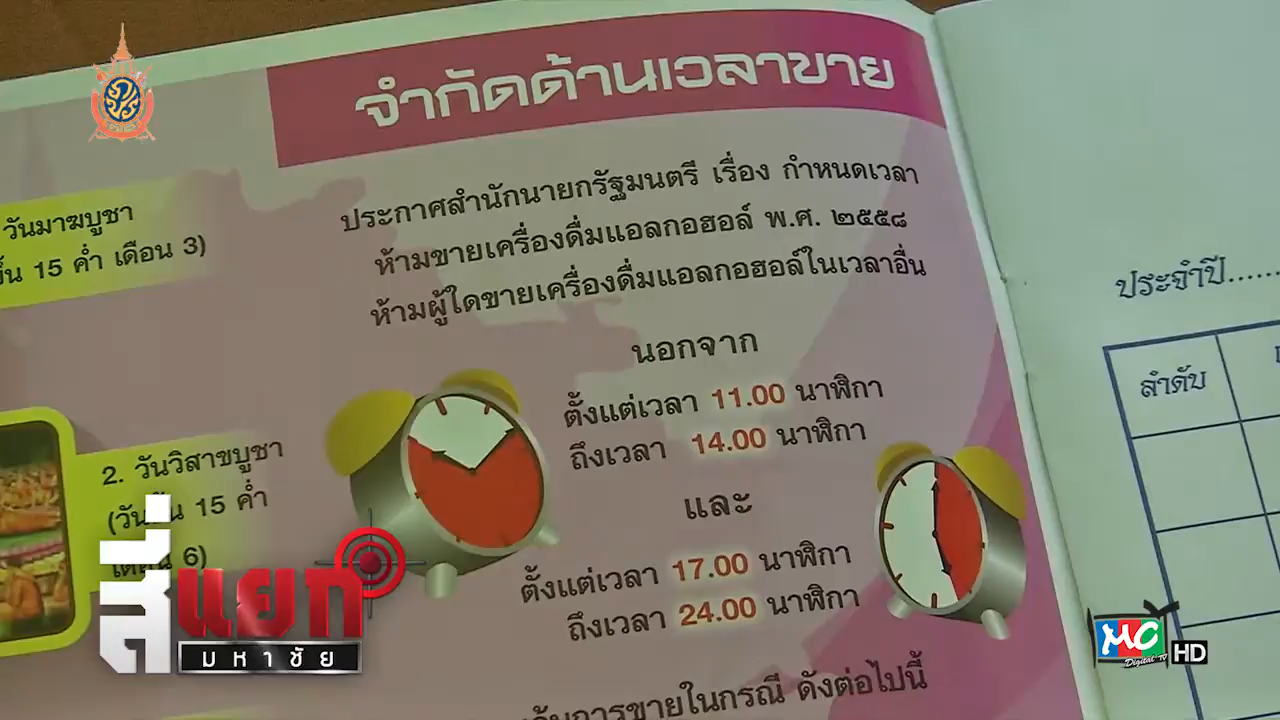 จำกัดด้านเวลาขาย
ประกาศสำนักนายกรัฐมนตรี เรื่อง กำหนดเวลา
ห้ามขายเครื่องดื่มแอลกอฮอล์ พ.ศ. ๒๕๕๘
ห้ามผู้ใดขายเครื่องดื่มแอลกอฮอล์ในเวลาอื่น
นอกจาก
ตั้งแต่เวลา 11.00 นาฬิกา
ถึงเวลา 14.00 นาฬิกา
และ
ตั้งแต่เวลา 17.00 นาฬิกา
ถึงเวลา 24.00 นาฬิกา
การขายในกรณี ดังต่อไปนี้
วันมาฆบูชา
15 ค่ำ เดือน 3)
2. วันวิสาขบูชา
15 ค่ำ
6)
ประจำปี......
ลำดับ
สี่แยก
มหาชัย
MC
Digital TV
HD